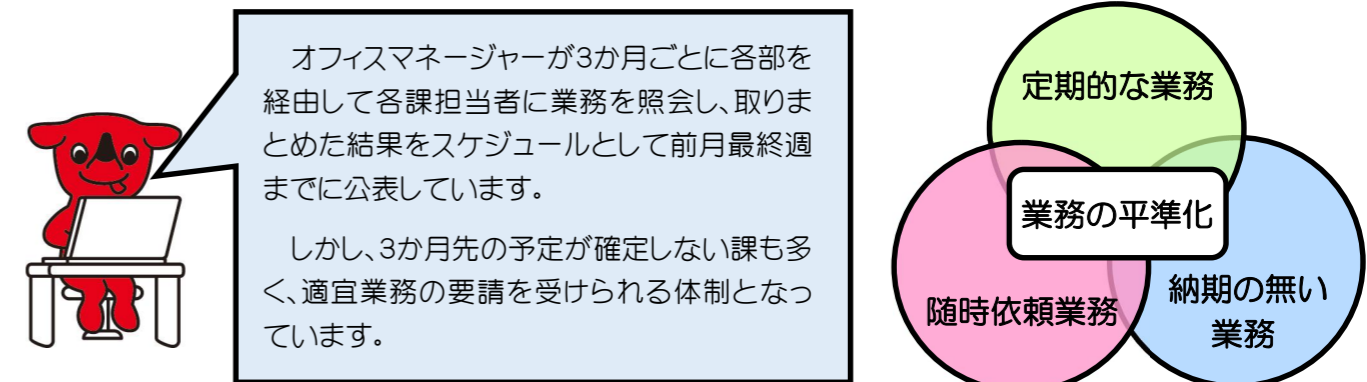 オフィスマネージャーが3か月ごとに各部を
経由して各課担当者に業務を照会し、取りま
とめた結果をスケジュールとして前月最終週
までに公表しています。
しかし、3か月先の予定が確定しない課も多
く、適宜業務の要請を受けられる体制となっ
ています。
定期的な業務
業務の平準化
随時依頼業務
納期の無い
業務